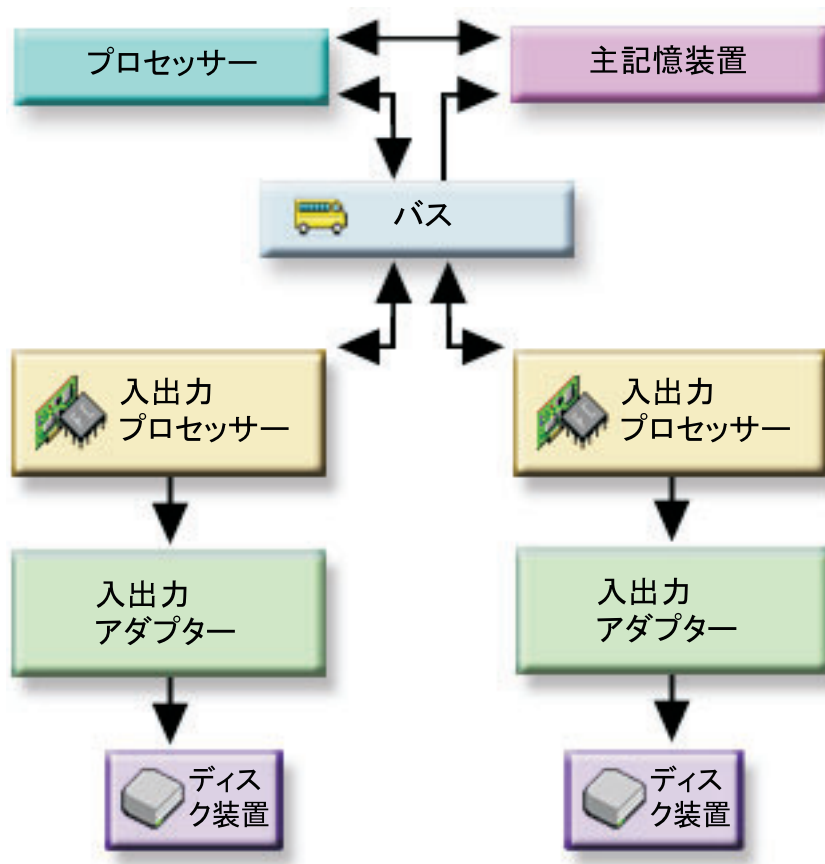 プロセッサー
主記憶装置
バス
入出力
プロセッサー
入出力
プロセッサー
入出力
アダプター
入出力
アダプター
ディス
ク装置
ディス
ク装置